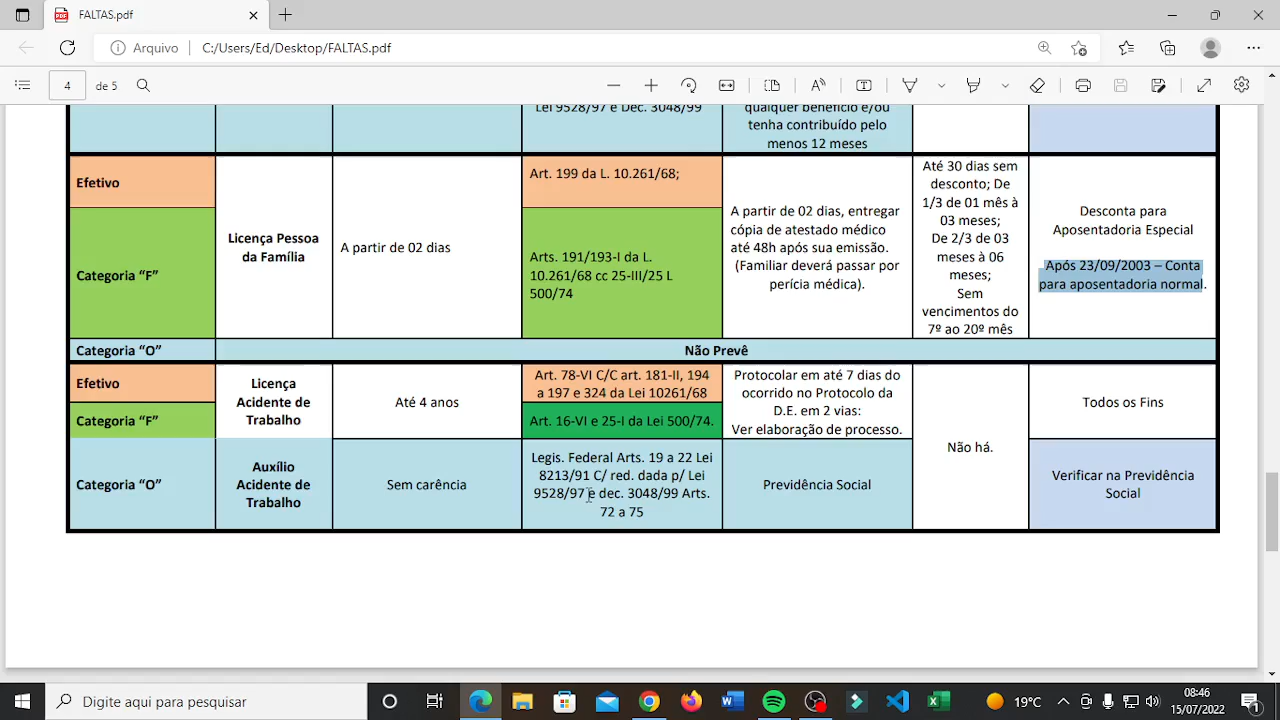 FALTAS.pdf
Arquivo
C:/Users/Ed/Desktop/FALTAS.pdf
4
de 5
Lei 9528/97 e Dec. 3048/99
qualquer benefício e/ou
tenha contribuído pelo
menos 12 meses
Efetivo
Categoria “F”
Licença Pessoa
da Família
A partir de 02 dias
Art. 199 da L. 10.261/68;
Arts. 191/193-I da L.
10.261/68 cc 25-III/25 L
500/74
A partir de 02 dias, entregar
cópia de atestado médico
até 48h após sua emissão.
(Familiar deverá passar por
perícia médica).
Até 30 dias sem
desconto; De
1/3 de 01 mês à
03 meses;
De 2/3 de 03
meses à 06
meses;
Sem
vencimentos do
7º ao 20º mês
Desconta para
Aposentadoria Especial
Após 23/09/2003 – Conta
para aposentadoria normal.
Categoria “O”
Não Prevê
Efetivo
Categoria “F”
Licença
Acidente de
Trabalho
Até 4 anos
Art. 78-VI C/C art. 181-II, 194
a 197 e 324 da Lei 10261/68
Art. 16-VI e 25-I da Lei 500/74.
Protocolar em até 7 dias do
ocorrido no Protocolo da
D.E. em 2 vias:
Ver elaboração de processo.
Não há.
Todos os Fins
Categoria “O”
Auxílio
Acidente de
Trabalho
Sem carência
Legis. Federal Arts. 19 a 22 Lei
8213/91 C/ red. dada p/ Lei
9528/97 e dec. 3048/99 Arts.
72 a 75
Previdência Social
Verificar na Previdência
Social
Digite aqui para pesquisar
19°C
08:46
15/07/2022
1